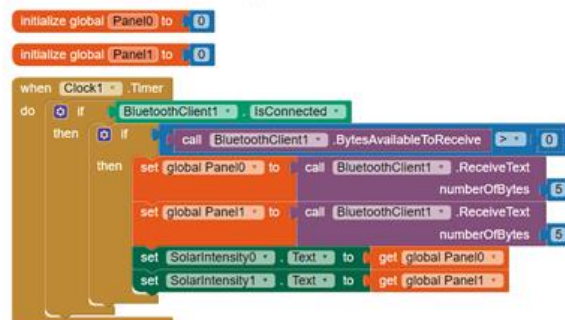 initialize global Panel0 to 0
initialize global Panel1 to 0
when Clock1 .Timer
do if BluetoothClient1 . IsConnected
then if call BluetoothClient1 .BytesAvailableToReceive > 0
then set global Panel0 to call BluetoothClient1 .ReceiveText
numberOfBytes 5
set global Panel1 to call BluetoothClient1 .ReceiveText
numberOfBytes 5
set SolarIntensity0 . Text to get global Panel0
set SolarIntensity1 . Text to get global Panel1